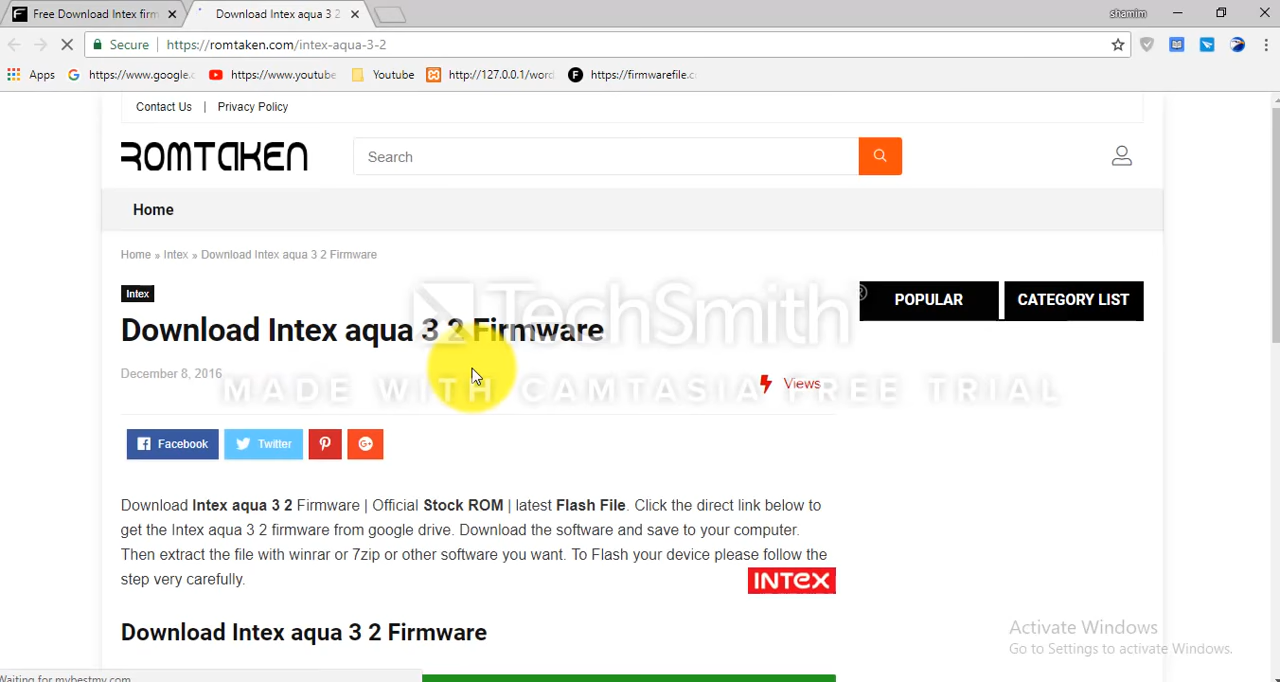 Free Download Intex firm
Download Intex aqua 3 2
shamim
Secure | https://romtaken.com/intex-aqua-3-2
Apps
https://www.google.
https://www.youtube
Youtube
http://127.0.0.1/word
https://firmwarefile.c
Contact Us | Privacy Policy
ROMTAKEN
Search
Home
Home » Intex » Download Intex aqua 3 2 Firmware
Intex
POPULAR
CATEGORY LIST
TechSmith
Download Intex aqua 3 2 Firmware
December 8, 2016
Views
MADE WITH CAMTASIA FREE TRIAL
Facebook
Twitter
Download Intex aqua 3 2 Firmware | Official Stock ROM | latest Flash File. Click the direct link below to
get the Intex aqua 3 2 firmware from google drive. Download the software and save to your computer.
Then extract the file with winrar or 7zip or other software you want. To Flash your device please follow the
step very carefully.
INTEX
Download Intex aqua 3 2 Firmware
Activate Windows
Go to Settings to activate Windows.
Waiting for mybestmy.com